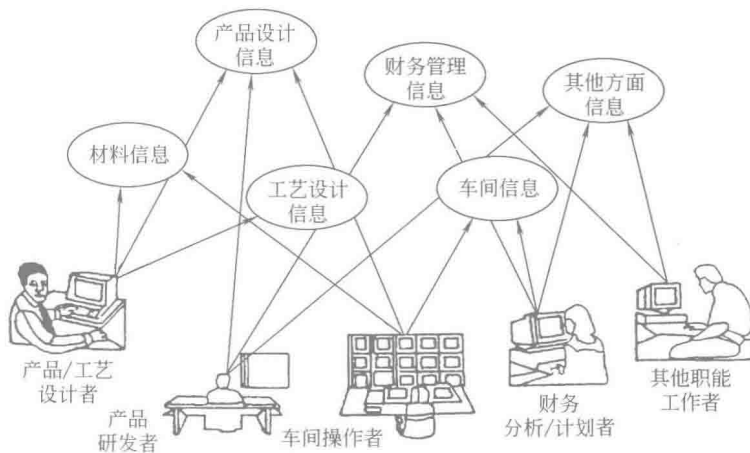 产品设计
信息
财务管理
信息
其他方面
信息
材料信息
工艺设计
信息
车间信息
产品/工艺
设计者
产品
研发者
车间操作者
财务
分析/计划者
其他职能
工作者